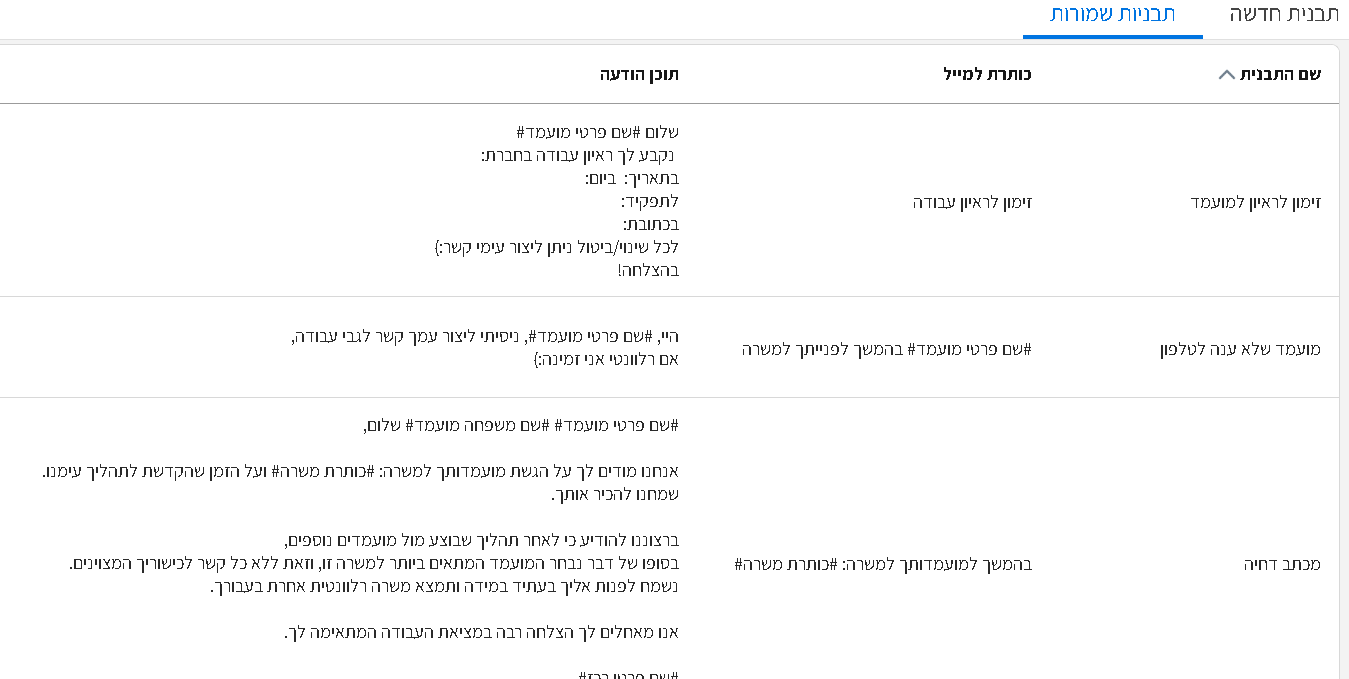 תבנית חדשה תבניות שמורות
שם התבנית כותרת למייל תוכן הודעה
זימון לראיון למועמד
זימון לראיון עבודה
שלום #שם פרטי מועמד#
נקבע לך ראיון עבודה בחברת:
בתאריך: ביום:
לתפקיד:
בכתובת:
לכל שינוי/ביטול ניתן ליצור עימי קשר:)
בהצלחה!
מועמד שלא ענה לטלפון
#שם פרטי מועמד# בהמשך לפנייתך למשרה
היי, #שם פרטי מועמד#, ניסיתי ליצור עמך קשר לגבי עבודה,
אם רלוונטי אני זמינה:)
מכתב דחיה
בהמשך למועמדותך למשרה: #כותרת משרה#
#שם פרטי מועמד# #שם משפחה מועמד# שלום,
אנחנו מודים לך על הגשת מועמדותך למשרה: #כותרת משרה# ועל הזמן שהקדשת לתהליך עימנו.
שמחנו להכיר אותך.
ברצוננו להודיע כי לאחר תהליך שבוצע מול מועמדים נוספים,
בסופו של דבר נבחר המועמד המתאים ביותר למשרה זו, וזאת ללא כל קשר לכישוריך המצוינים.
נשמח לפנות אליך בעתיד במידה ותמצא משרה רלוונטית אחרת בעבורך.
אנו מאחלים לך הצלחה רבה במציאת העבודה המתאימה לך.
#שם פרטי רכז#